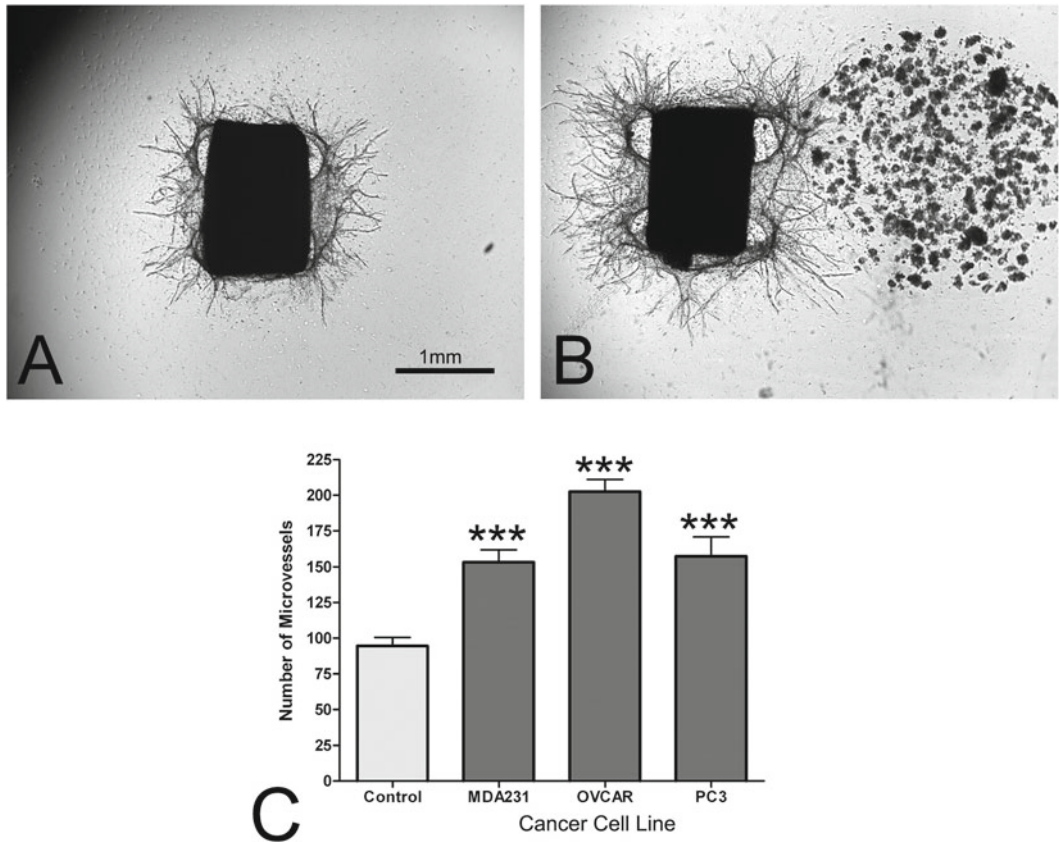 A
1mm
B
225
200
175
150
125
100
75
50
25
0
Number of Microvessels
***
***
***
Control
MDA231
OVCAR
PC3
Cancer Cell Line
C